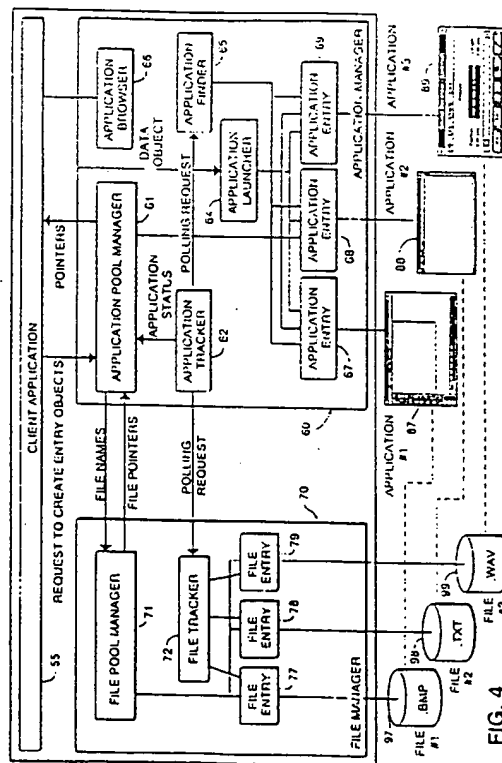 55
CLIENT APPLICATION
REQUEST TO CREATE ENTRY OBJECTS
POINTERS
FILE NAMES
FILE POINTERS
FILE POOL MANAGER
71
APPLICATION POOL MANAGER
61
APPLICATION BROWSER
66
APPLICATION STATUS
DATA OBJECT
POLLING REQUEST
POLLING REQUEST
FILE TRACKER
72
APPLICATION TRACKER
62
APPLICATION LAUNCHER
64
APPLICATION FINDER
65
FILE ENTRY
77
FILE ENTRY
78
FILE ENTRY
79
APPLICATION ENTRY
67
APPLICATION ENTRY
68
APPLICATION ENTRY
69
FILE MANAGER
70
60
APPLICATION MANAGER
APPLICATION #1
87
APPLICATION #2
88
APPLICATION #3
89
97
.BMP
FILE #1
98
.TXT
FILE #2
99
.WAV
FILE
FIG. 4